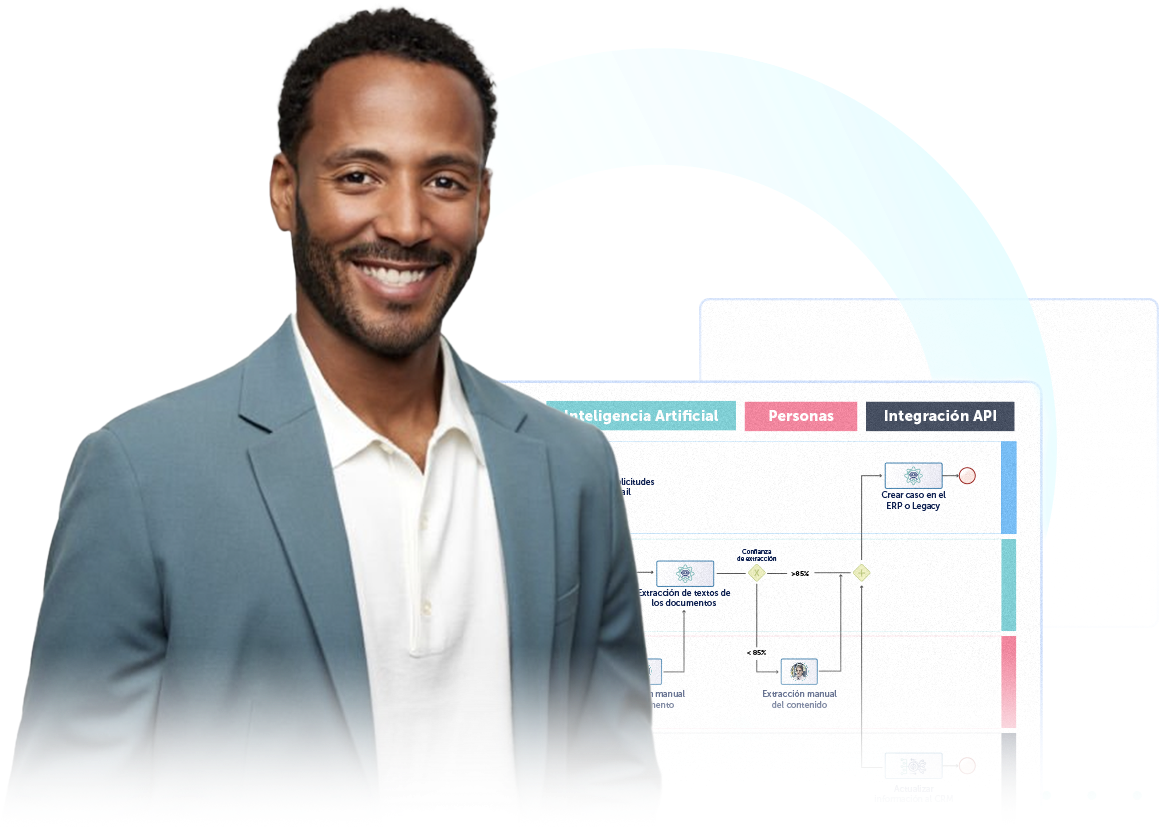 Inteligencia Artificial
Personas
Integración API
Crear caso en el
ERP o Legacy
Confianza
de extracción
>85%
Extracción de textos de
los documentos
< 85%
manual
Extracción manual
del contenido